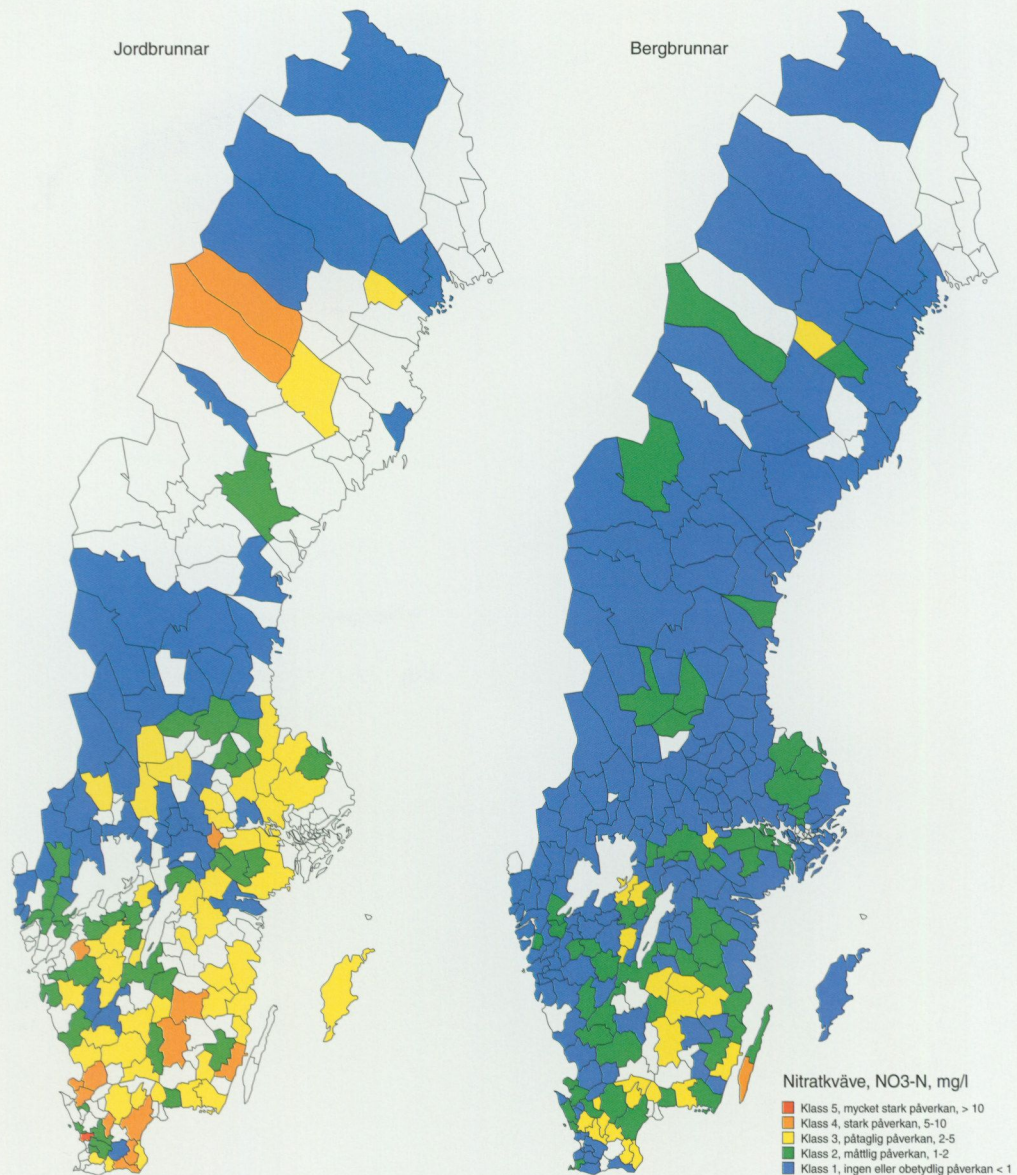 Jordbrunnar
Bergbrunnar
Nitratkväve, NO3-N, mg/l
Klass 5, mycket stark påverkan, > 10
Klass 4, stark påverkan, 5-10
Klass 3, påtaglig påverkan, 2-5
Klass 2, måttlig påverkan, 1-2
Klass 1, ingen eller obetydlig påverkan < 1